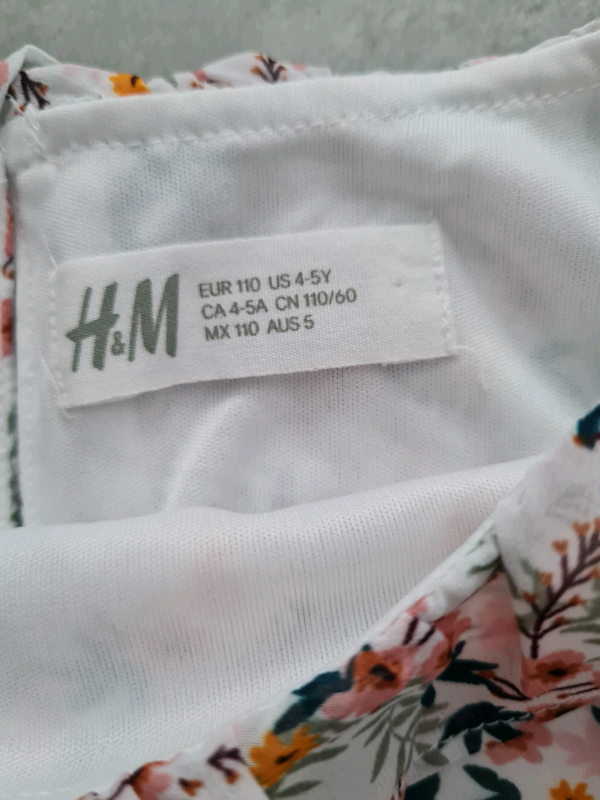 H&M
EUR 110 US 4-5Y
CA 4-5A CN 110/60
MX 110 AUS 5